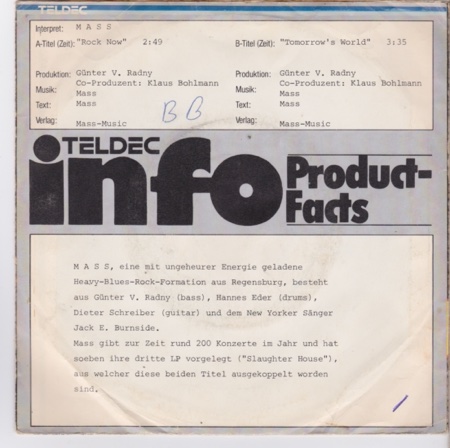 TELDEC
Interpret: M A S S
A-Titel (Zeit): "Rock Now" 2:49 B-Titel (Zeit): "Tomorrow's World" 3:35
Produktion: Günter V. Radny Produktion: Günter V. Radny
Co-Produzent: Klaus Bohlmann Co-Produzent: Klaus Bohlmann
Musik: Mass Musik: Mass
Text: Mass Text: Mass
Verlag: Mass-Music Verlag: Mass-Music
BB
TELDEC
info Product-
Facts
M A S S, eine mit ungeheurer Energie geladene
Heavy-Blues-Rock-Formation aus Regensburg, besteht
aus Günter V. Radny (bass), Hannes Eder (drums),
Dieter Schreiber (guitar) und dem New Yorker Sänger
Jack E. Burnside.
Mass gibt zur Zeit rund 200 Konzerte im Jahr und hat
soeben ihre dritte LP vorgelegt ("Slaughter House"),
aus welcher diese beiden Titel ausgekoppelt worden
sind.